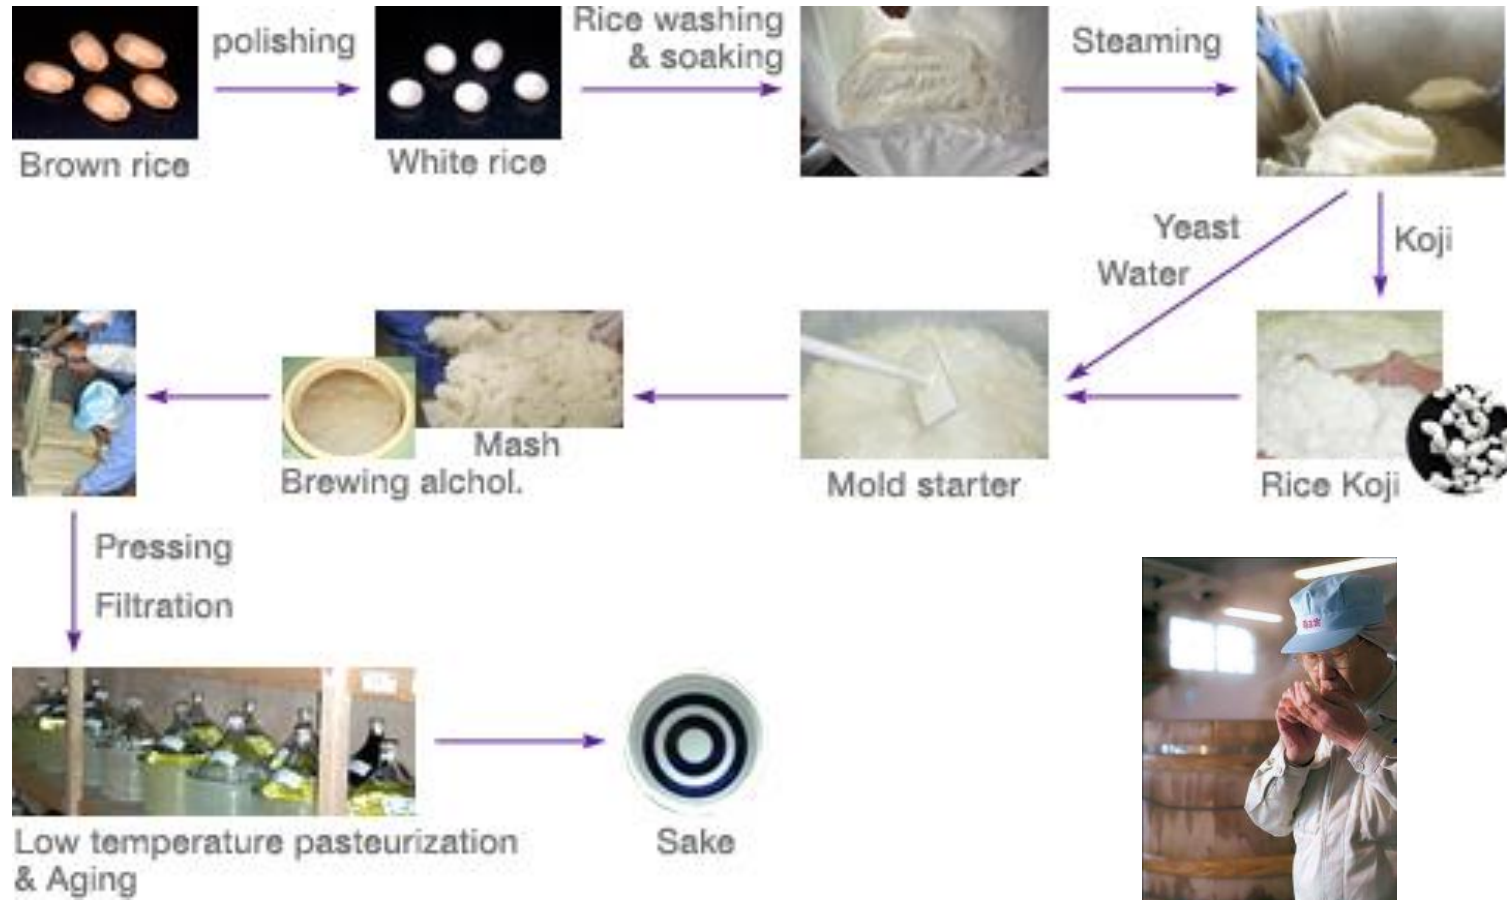 polishing
Rice washing
& soaking
Steaming
Brown rice
White rice
Yeast
Water
Koji
Mash
Brewing alchol.
Mold starter
Rice Koji
Pressing
Filtration
Low temperature pasteurization
& Aging
Sake